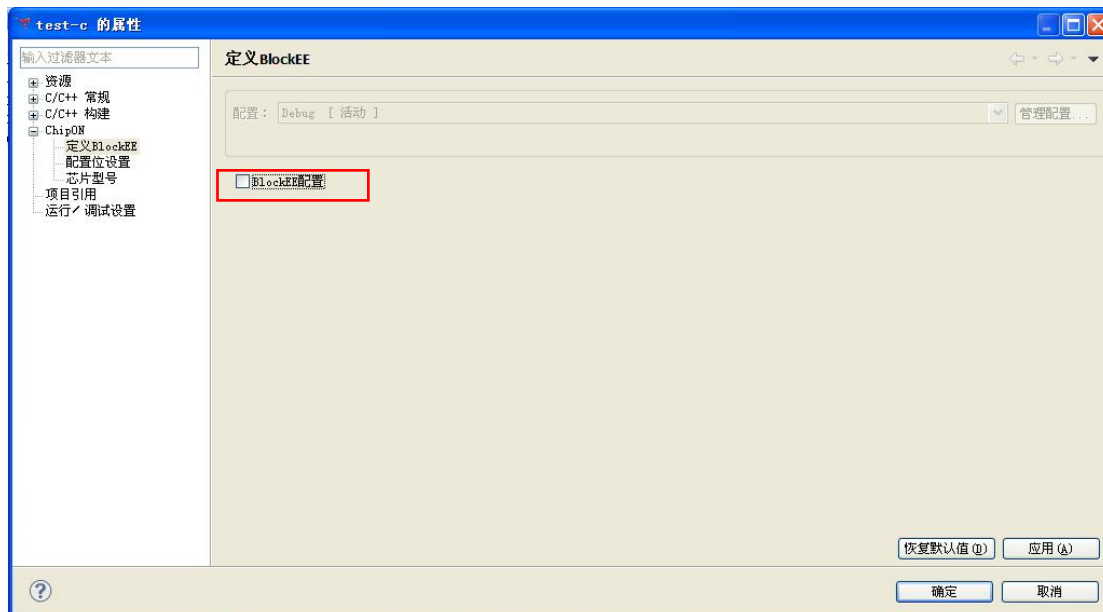 test-c 的属性
输入过滤器文本
资源
C/C++ 常规
C/C++ 构建
ChipON
定义BlockEE
配置位设置
芯片型号
项目引用
运行/调试设置
定义BlockEE
配置： Debug [ 活动 ] 管理配置...
BlockEE配置
恢复默认值(D) 应用(A)
? 确定 取消